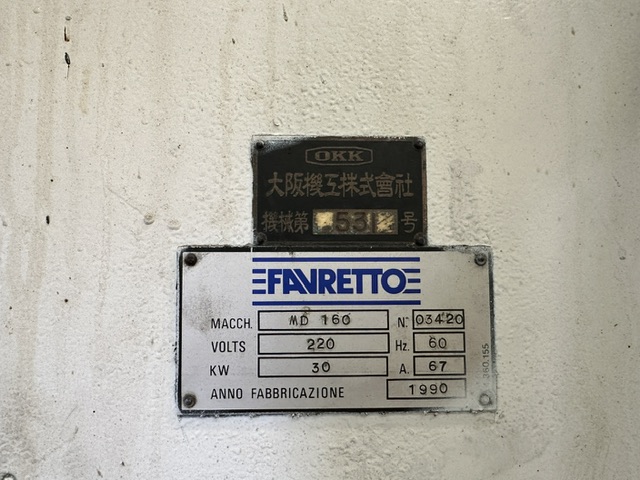 OKK
大阪機工株式會社
機械第 531 号
FAVRETTO
MACCH. MD 160 N. 03420
VOLTS 220 Hz. 60
KW 30 A. 67
ANNO FABBRICAZIONE 1990